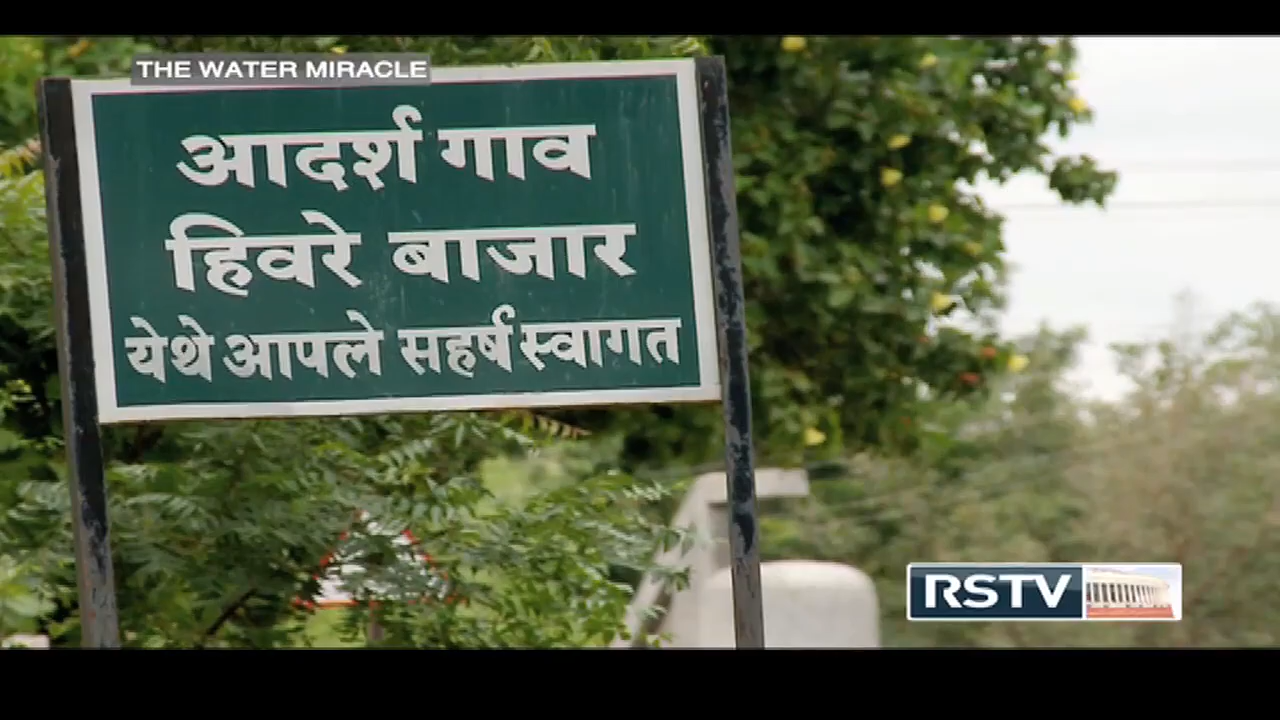 THE WATER MIRACLE
आदर्श गाव
हिवरे बाजार
येथे आपले सहर्ष स्वागत
RSTV